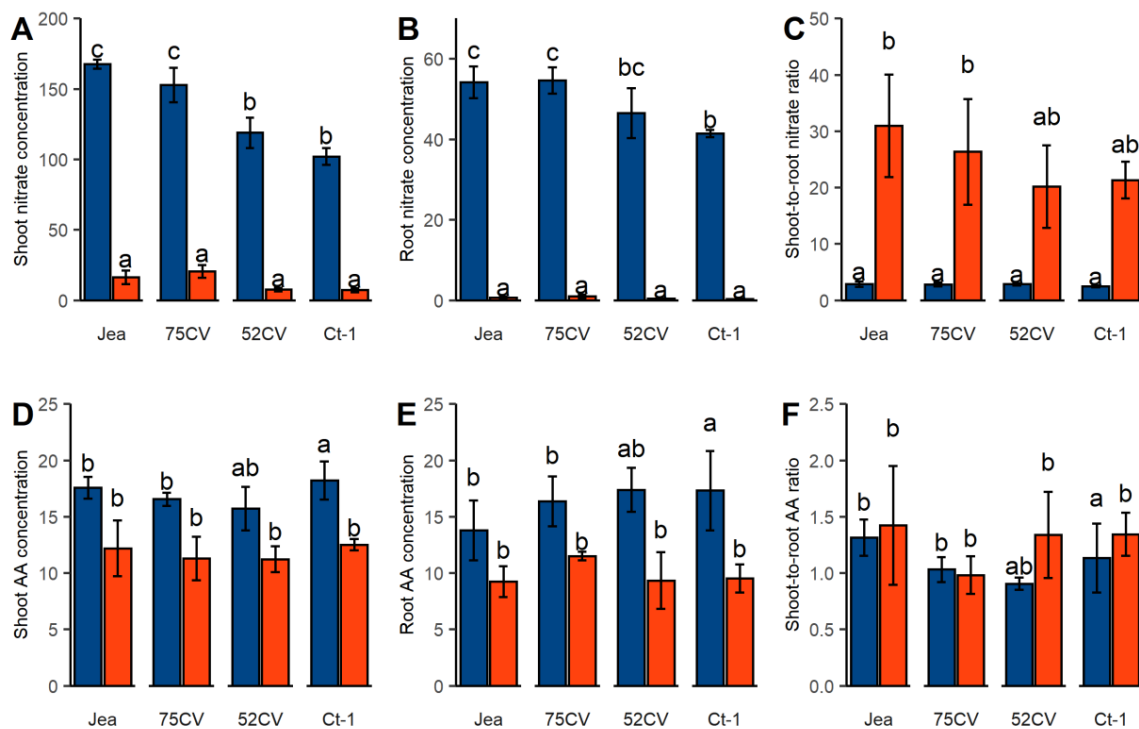 A
Shoot nitrate concentration
200
150
100
50
0
c
a
c
a
b
a
b
a
Jea 75CV 52CV Ct-1
B
Root nitrate concentration
60
40
20
0
c
a
c
a
bc
a
b
a
Jea 75CV 52CV Ct-1
C
Shoot-to-root nitrate ratio
50
40
30
20
10
0
a
b
a
b
a
ab
a
ab
Jea 75CV 52CV Ct-1
D
Shoot AA concentration
25
20
15
10
5
0
b
b
b
b
ab
b
a
b
Jea 75CV 52CV Ct-1
E
Root AA concentration
25
20
15
10
5
0
b
b
b
b
ab
b
a
b
Jea 75CV 52CV Ct-1
F
Shoot-to-root AA ratio
2.5
2.0
1.5
1.0
0.5
0.0
b
b
b
b
ab
b
a
b
Jea 75CV 52CV Ct-1